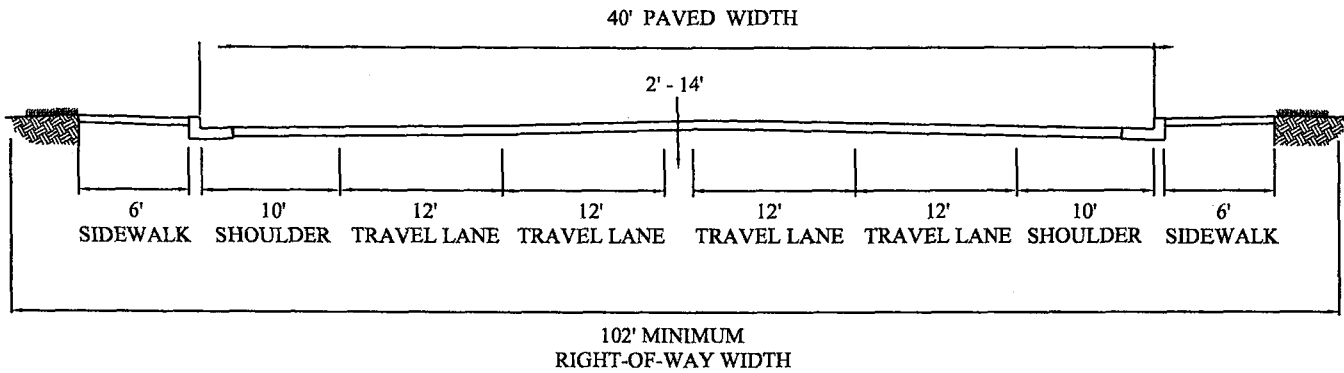 40' PAVED WIDTH
2' - 14'
6' 10' 12' 12' 12' 12' 10' 6'
SIDEWALK SHOULDER TRAVEL LANE TRAVEL LANE TRAVEL LANE TRAVEL LANE SHOULDER SIDEWALK
102' MINIMUM
RIGHT-OF-WAY WIDTH